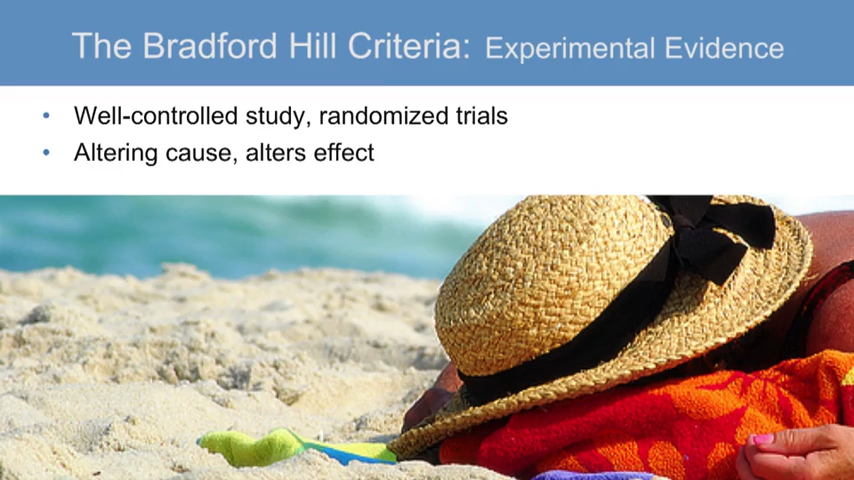 The Bradford Hill Criteria: Experimental Evidence
• Well-controlled study, randomized trials
• Altering cause, alters effect